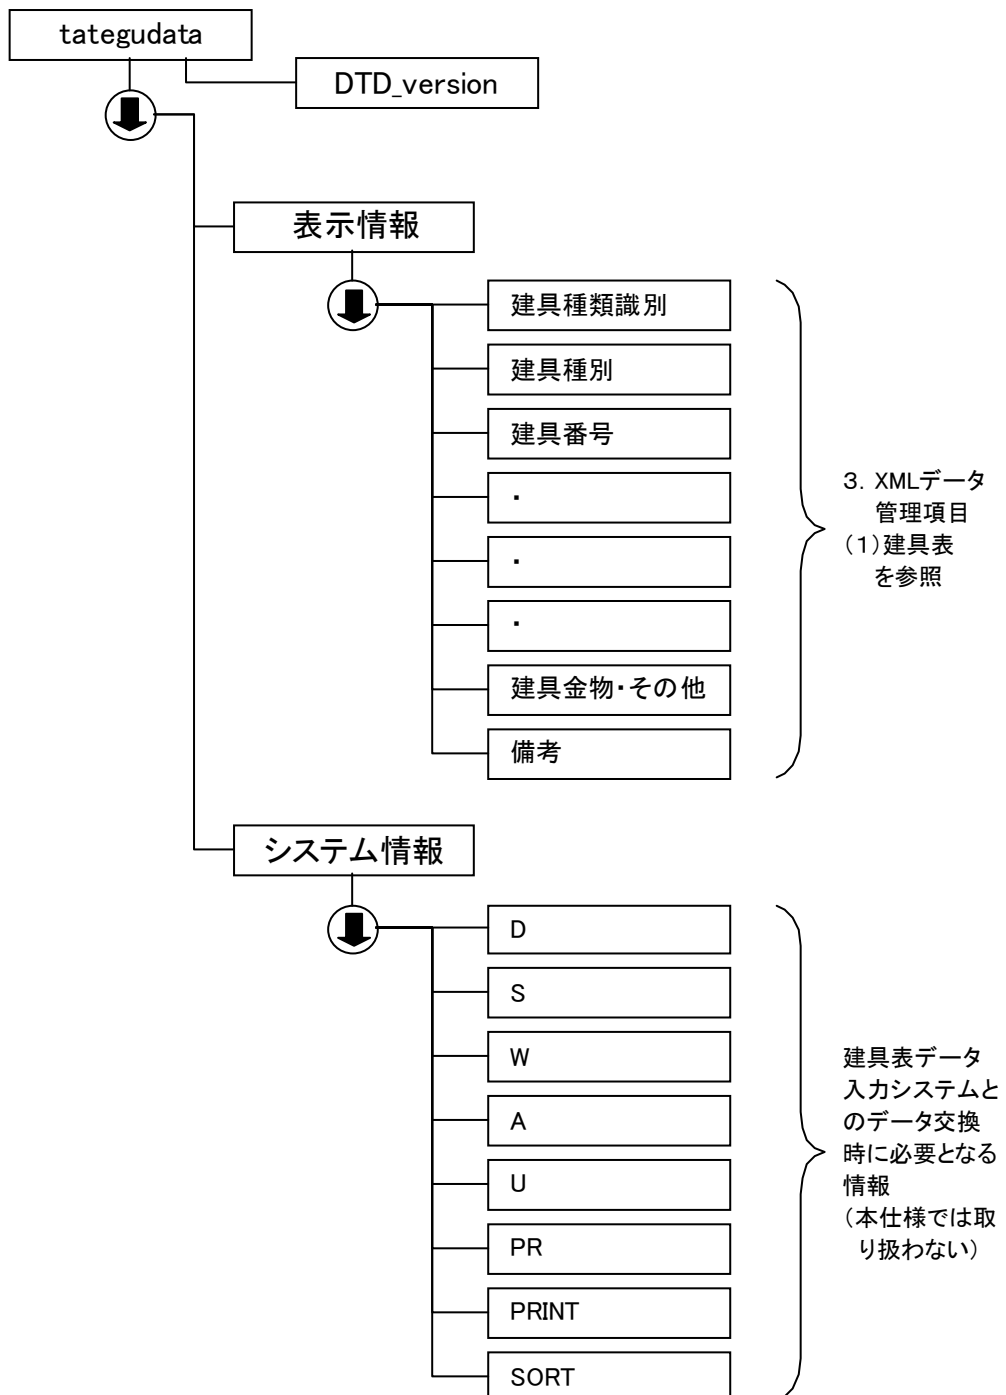 tategudata
DTD_version
表示情報
建具種類識別
建具種別
建具番号
・
・
・
建具金物・その他
備考
3．XMLデータ
管理項目
（1）建具表
を参照
システム情報
D
S
W
A
U
PR
PRINT
SORT
建具表データ
入力システムと
のデータ交換
時に必要となる
情報
（本仕様では取
り扱わない）